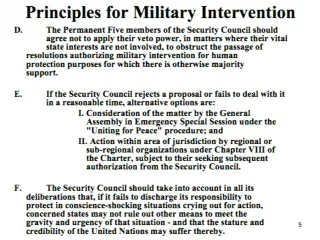 Principles for Military Intervention
D. The Permanent Five members of the Security Council should
agree not to apply their veto power, in matters where their vital
state interests are not involved, to obstruct the passage of
resolutions authorizing military intervention for human
protection purposes for which there is otherwise majority
support.
E. If the Security Council rejects a proposal or fails to deal with it
in a reasonable time, alternative options are:
I. Consideration of the matter by the General
Assembly in Emergency Special Session under the
"Uniting for Peace" procedure; and
II. Action within area of jurisdiction by regional or
sub-regional organizations under Chapter VIII of
the Charter, subject to their seeking subsequent
authorization from the Security Council.
F. The Security Council should take into account in all its
deliberations that, if it fails to discharge its responsibility to
protect in conscience-shocking situations crying out for action,
concerned states may not rule out other means to meet the
gravity and urgency of that situation - and that the stature and
credibility of the United Nations may suffer thereby.
5